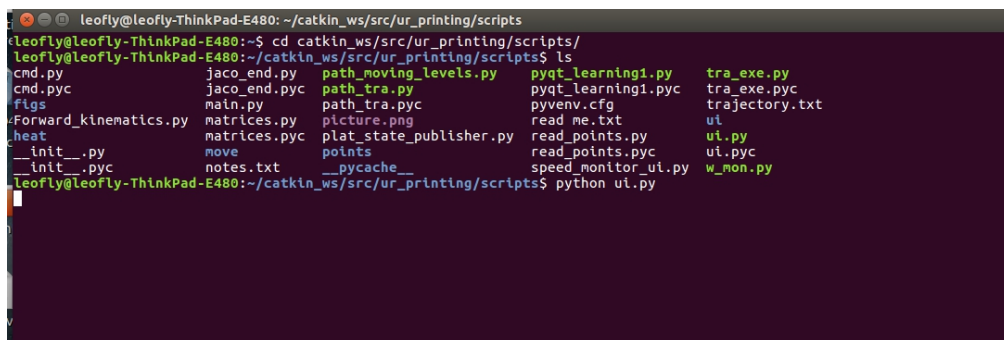 leofly@leofly-ThinkPad-E480: ~/catkin_ws/src/ur_printing/scripts
leofly@leofly-ThinkPad-E480:~$ cd catkin_ws/src/ur_printing/scripts/
leofly@leofly-ThinkPad-E480:~/catkin_ws/src/ur_printing/scripts$ ls
cmd.py jaco_end.py path_moving_levels.py pyqt_learning1.py tra_exe.py
cmd.pyc jaco_end.pyc path_tra.py pyqt_learning1.pyc tra_exe.pyc
figs main.py path_tra.pyc pyvenv.cfg trajectory.txt
Forward_kinematics.py matrices.py picture.png read me.txt ui
heat matrices.pyc plat_state_publisher.py read_points.py ui.py
__init__.py move points read_points.pyc ui.pyc
__init__.pyc notes.txt __pycache__ speed_monitor_ui.py w_mon.py
leofly@leofly-ThinkPad-E480:~/catkin_ws/src/ur_printing/scripts$ python ui.py